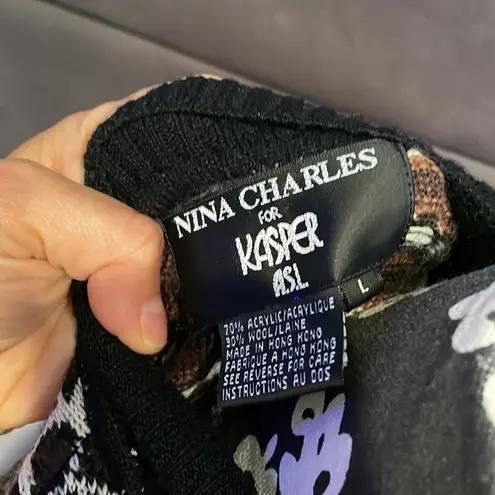 NINA CHARLES
FOR
KASPER
A.S.L
L
70% ACRYLIC/ACRYLIQUE
30% WOOL/LAINE
MADE IN HONG KONG
FABRIQUÉ A HONG KONG
SEE REVERSE FOR CARE
INSTRUCTIONS AU DOS